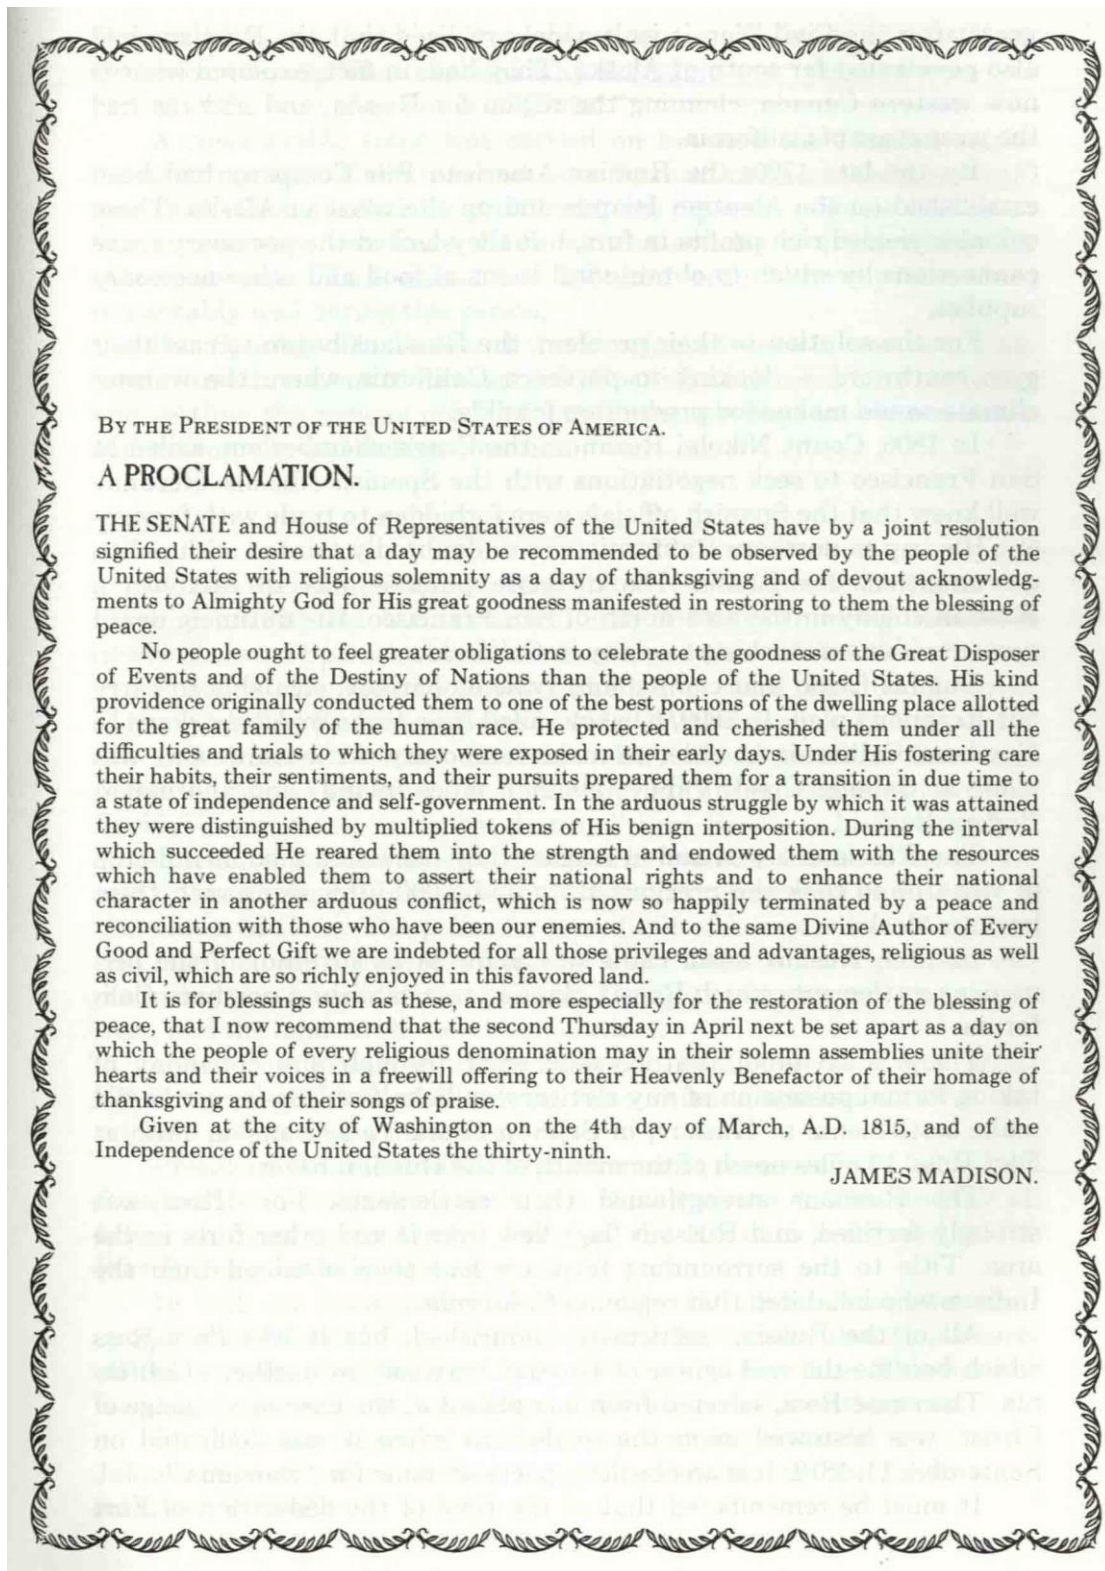 BY THE PRESIDENT OF THE UNITED STATES OF AMERICA.
A PROCLAMATION.
THE SENATE and House of Representatives of the United States have by a joint resolution
signified their desire that a day may be recommended to be observed by the people of the
United States with religious solemnity as a day of thanksgiving and of devout acknowledg-
ments to Almighty God for His great goodness manifested in restoring to them the blessing of
peace.
No people ought to feel greater obligations to celebrate the goodness of the Great Disposer
of Events and of the Destiny of Nations than the people of the United States. His kind
providence originally conducted them to one of the best portions of the dwelling place allotted
for the great family of the human race. He protected and cherished them under all the
difficulties and trials to which they were exposed in their early days. Under His fostering care
their habits, their sentiments, and their pursuits prepared them for a transition in due time to
a state of independence and self-government. In the arduous struggle by which it was attained
they were distinguished by multiplied tokens of His benign interposition. During the interval
which succeeded He reared them into the strength and endowed them with the resources
which have enabled them to assert their national rights and to enhance their national
character in another arduous conflict, which is now so happily terminated by a peace and
reconciliation with those who have been our enemies. And to the same Divine Author of Every
Good and Perfect Gift we are indebted for all those privileges and advantages, religious as well
as civil, which are so richly enjoyed in this favored land.
It is for blessings such as these, and more especially for the restoration of the blessing of
peace, that I now recommend that the second Thursday in April next be set apart as a day on
which the people of every religious denomination may in their solemn assemblies unite their
hearts and their voices in a freewill offering to their Heavenly Benefactor of their homage of
thanksgiving and of their songs of praise.
Given at the city of Washington on the 4th day of March, A.D. 1815, and of the
Independence of the United States the thirty-ninth.
JAMES MADISON.